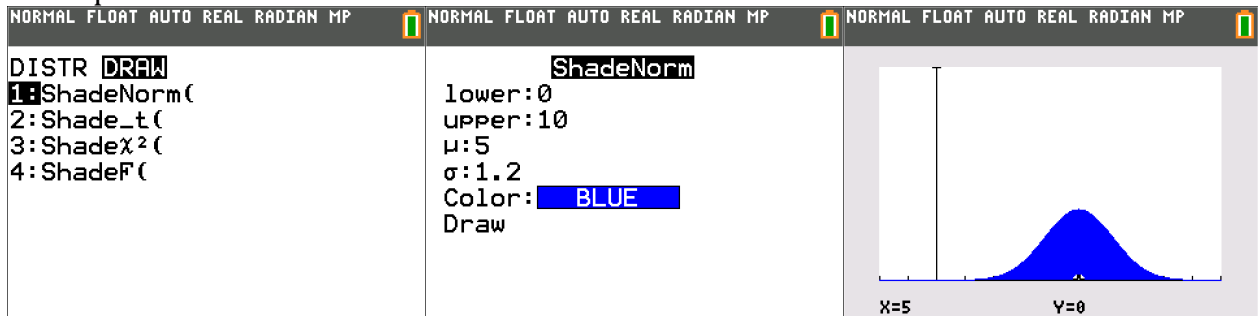 NORMAL FLOAT AUTO REAL RADIAN MP
DISTR DRAW
1:ShadeNorm(
2:Shade_t(
3:Shadeχ²(
4:ShadeF(
NORMAL FLOAT AUTO REAL RADIAN MP
ShadeNorm
lower:0
upper:10
μ:5
σ:1.2
Color: BLUE
Draw
NORMAL FLOAT AUTO REAL RADIAN MP
X=5 Y=0